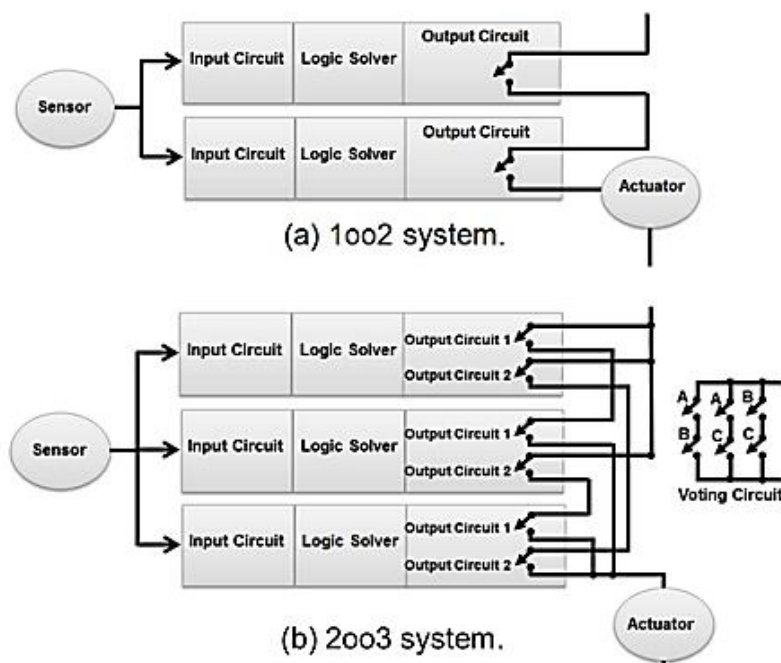 Input Circuit Logic Solver Output Circuit
Sensor
Input Circuit Logic Solver Output Circuit
Actuator
(a) 1oo2 system.
Input Circuit Logic Solver Output Circuit 1
Output Circuit 2
Sensor
Input Circuit Logic Solver Output Circuit 1
Output Circuit 2
Input Circuit Logic Solver Output Circuit 1
Output Circuit 2
A A B
B C C
Voting Circuit
Actuator
(b) 2oo3 system.